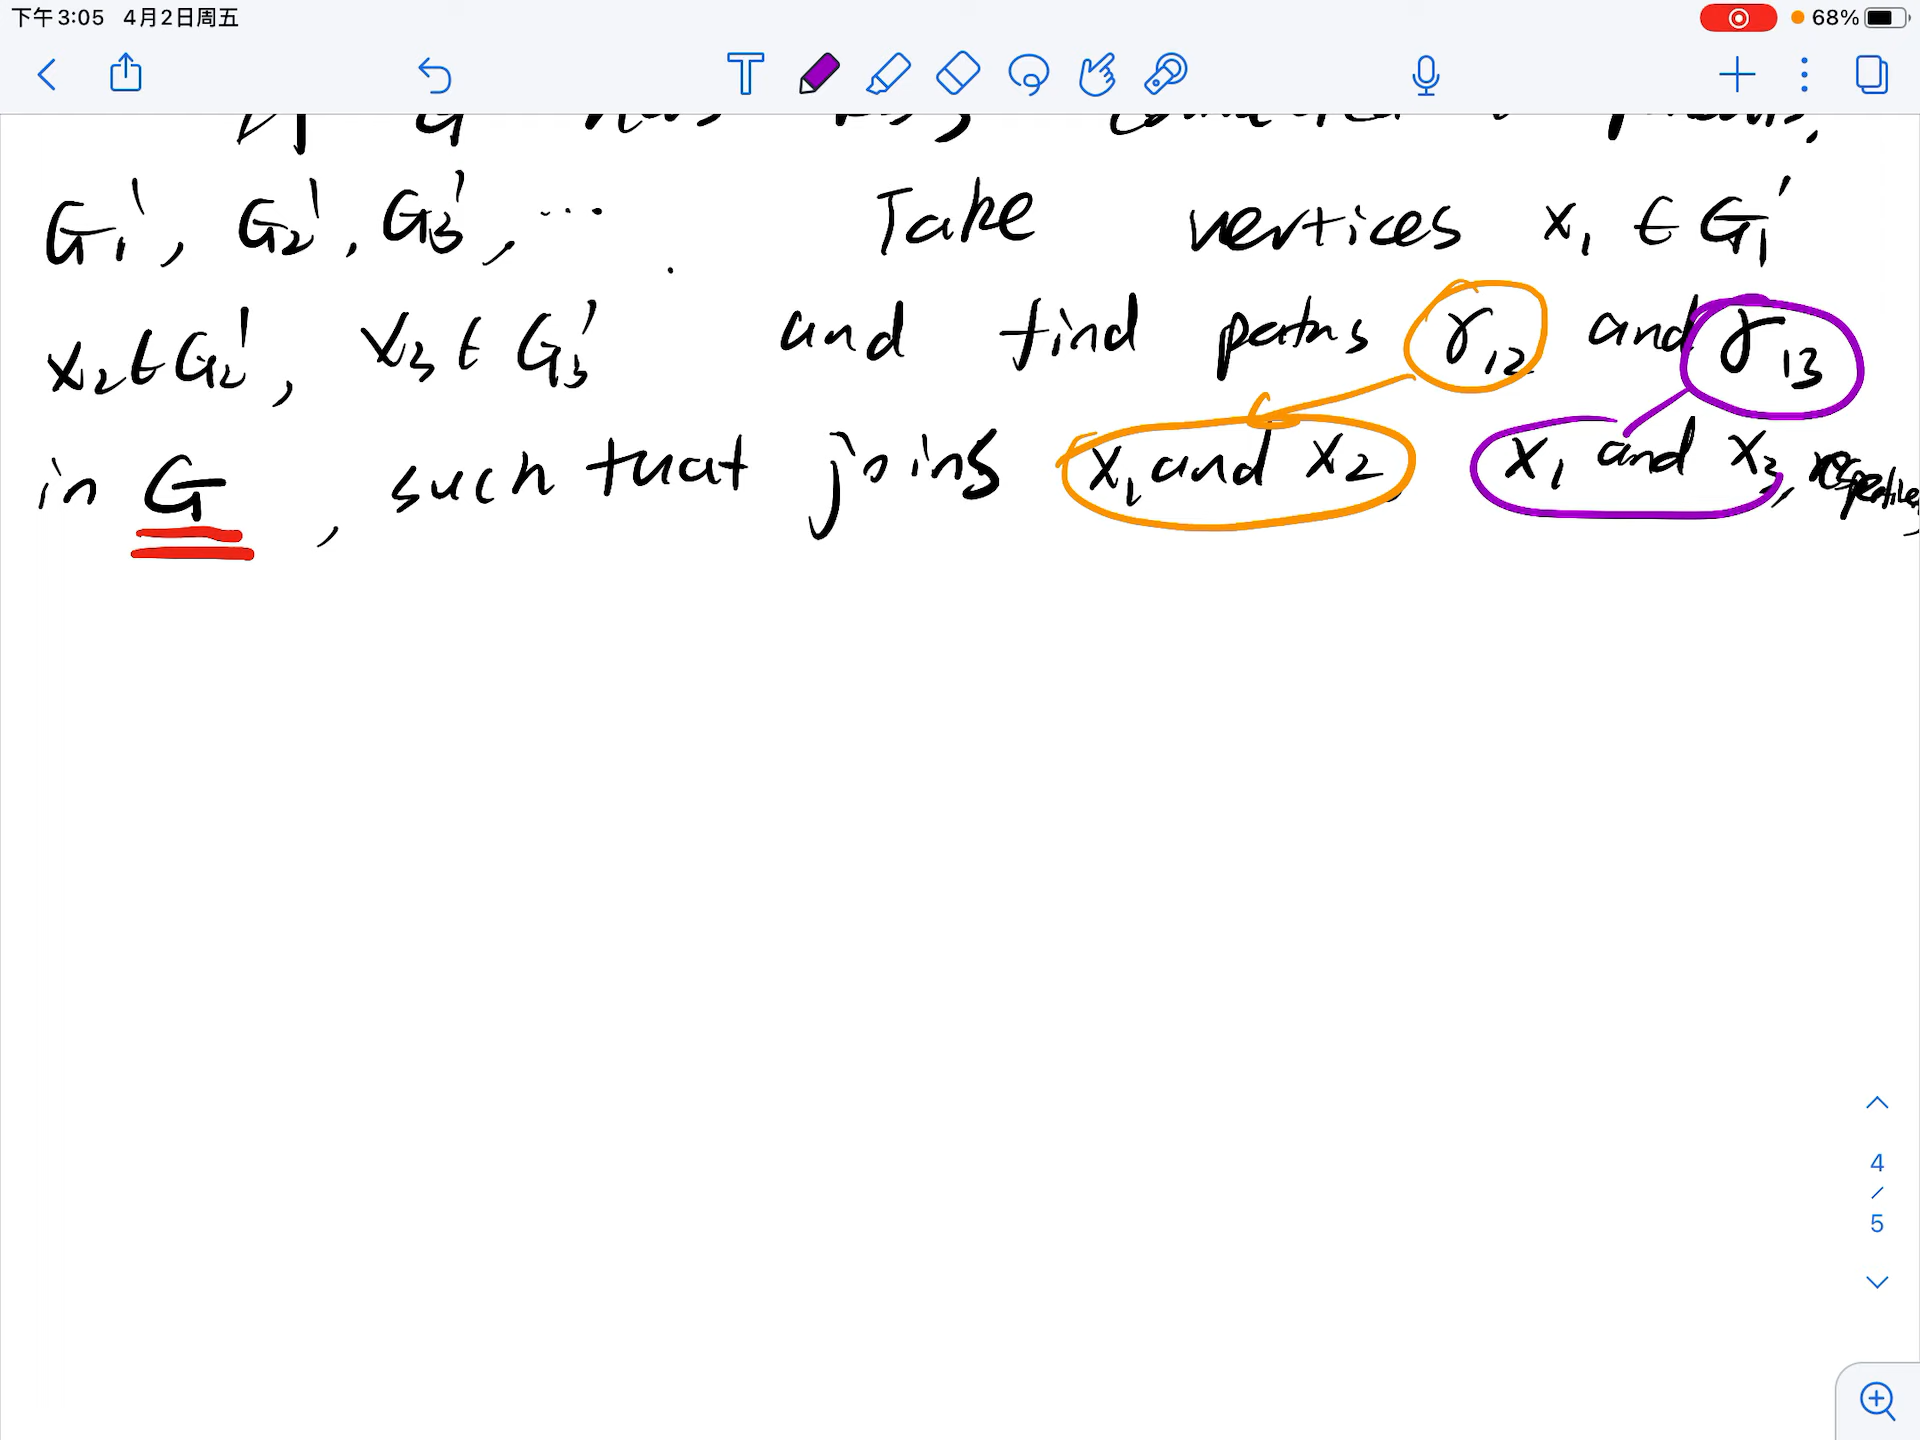 下午3:05 4月2日周五
68%
G₁', G₂', G₃', ... Take vertices x₁ ∈ G₁'
x₂ ∈ G₂', x₃ ∈ G₃' and find paths γ₁₂ and γ₁₃
in G, such that joins x₁ and x₂ x₁ and x₃, respectively
4
/
5